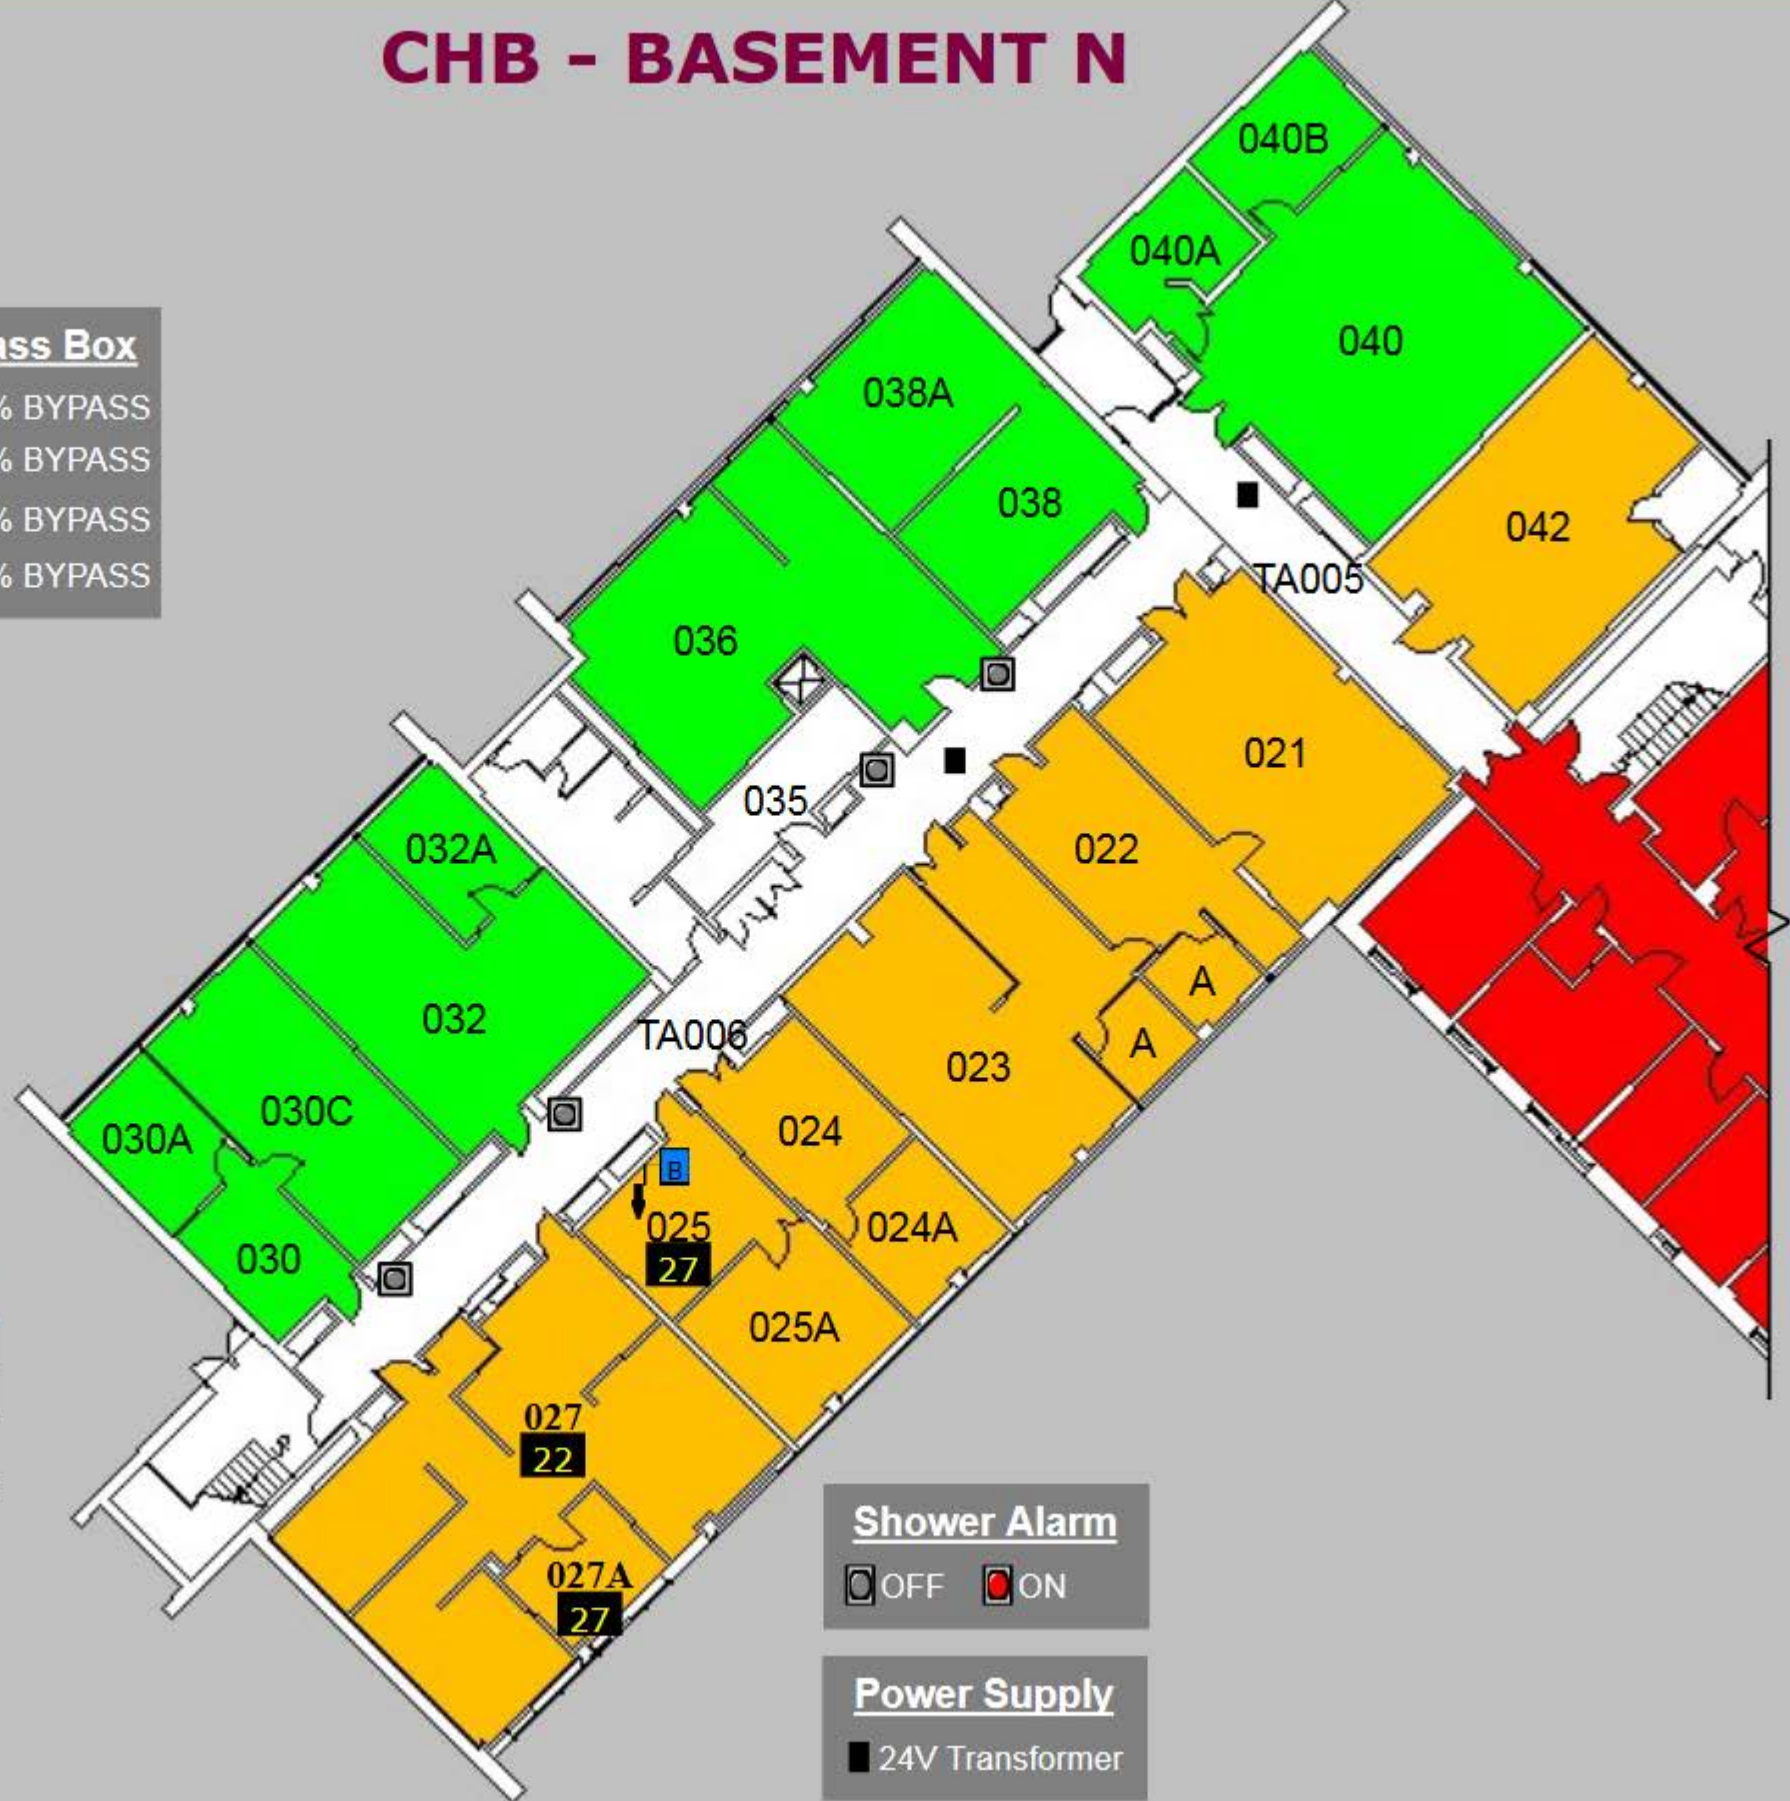 CHB - BASEMENT N
040B
040A
040
ass Box
% BYPASS
% BYPASS
% BYPASS
% BYPASS
038A
038
042
TA005
036
021
035
022
032A
A
032
TA006
A
023
030C
024
030A
B
025
27
024A
030
025A
027
22
Shower Alarm
OFF ON
027A
27
Power Supply
24V Transformer